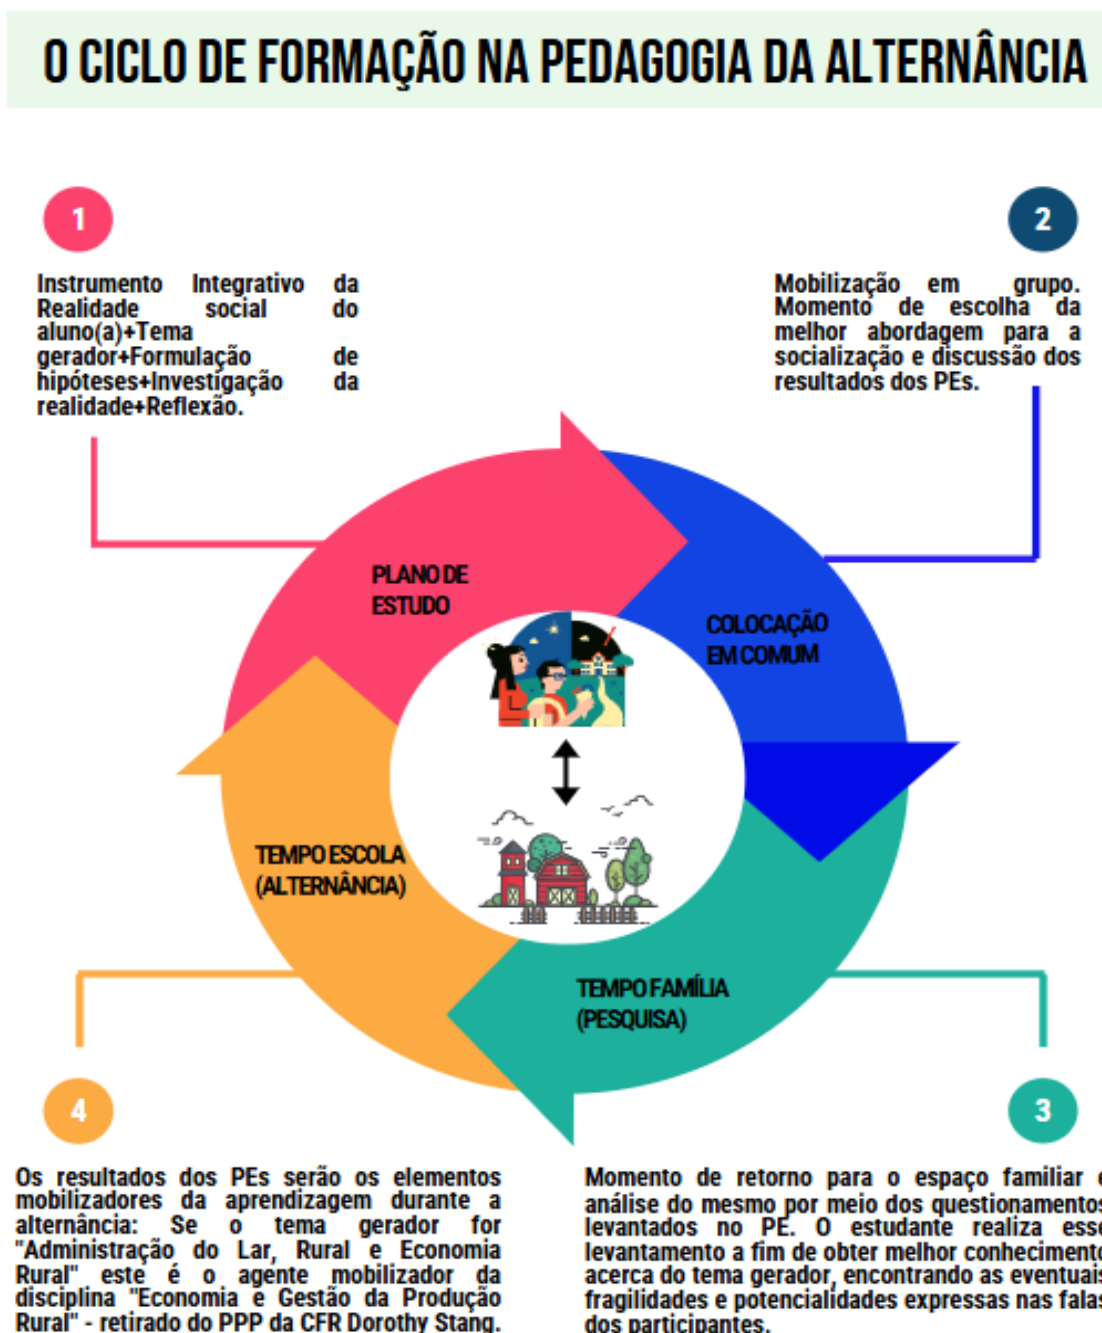 O CICLO DE FORMAÇÃO NA PEDAGOGIA DA ALTERNÂNCIA
1
Instrumento Integrativo da
Realidade social do
aluno(a)+Tema
gerador+Formulação de
hipóteses+Investigação da
realidade+Reflexão.
2
Mobilização em grupo.
Momento de escolha da
melhor abordagem para a
socialização e discussão dos
resultados dos PEs.
PLANO DE
ESTUDO
COLOCAÇÃO
EM COMUM
TEMPO ESCOLA
(ALTERNÂNCIA)
TEMPO FAMÍLIA
(PESQUISA)
4
Os resultados dos PEs serão os elementos
mobilizadores da aprendizagem durante a
alternância: Se o tema gerador for
"Administração do Lar, Rural e Economia
Rural" este é o agente mobilizador da
disciplina "Economia e Gestão da Produção
Rural" - retirado do PPP da CFR Dorothy Stang.
3
Momento de retorno para o espaço familiar e
análise do mesmo por meio dos questionamentos
levantados no PE. O estudante realiza esse
levantamento a fim de obter melhor conhecimento
acerca do tema gerador, encontrando as eventuais
fragilidades e potencialidades expressas nas falas
dos participantes.